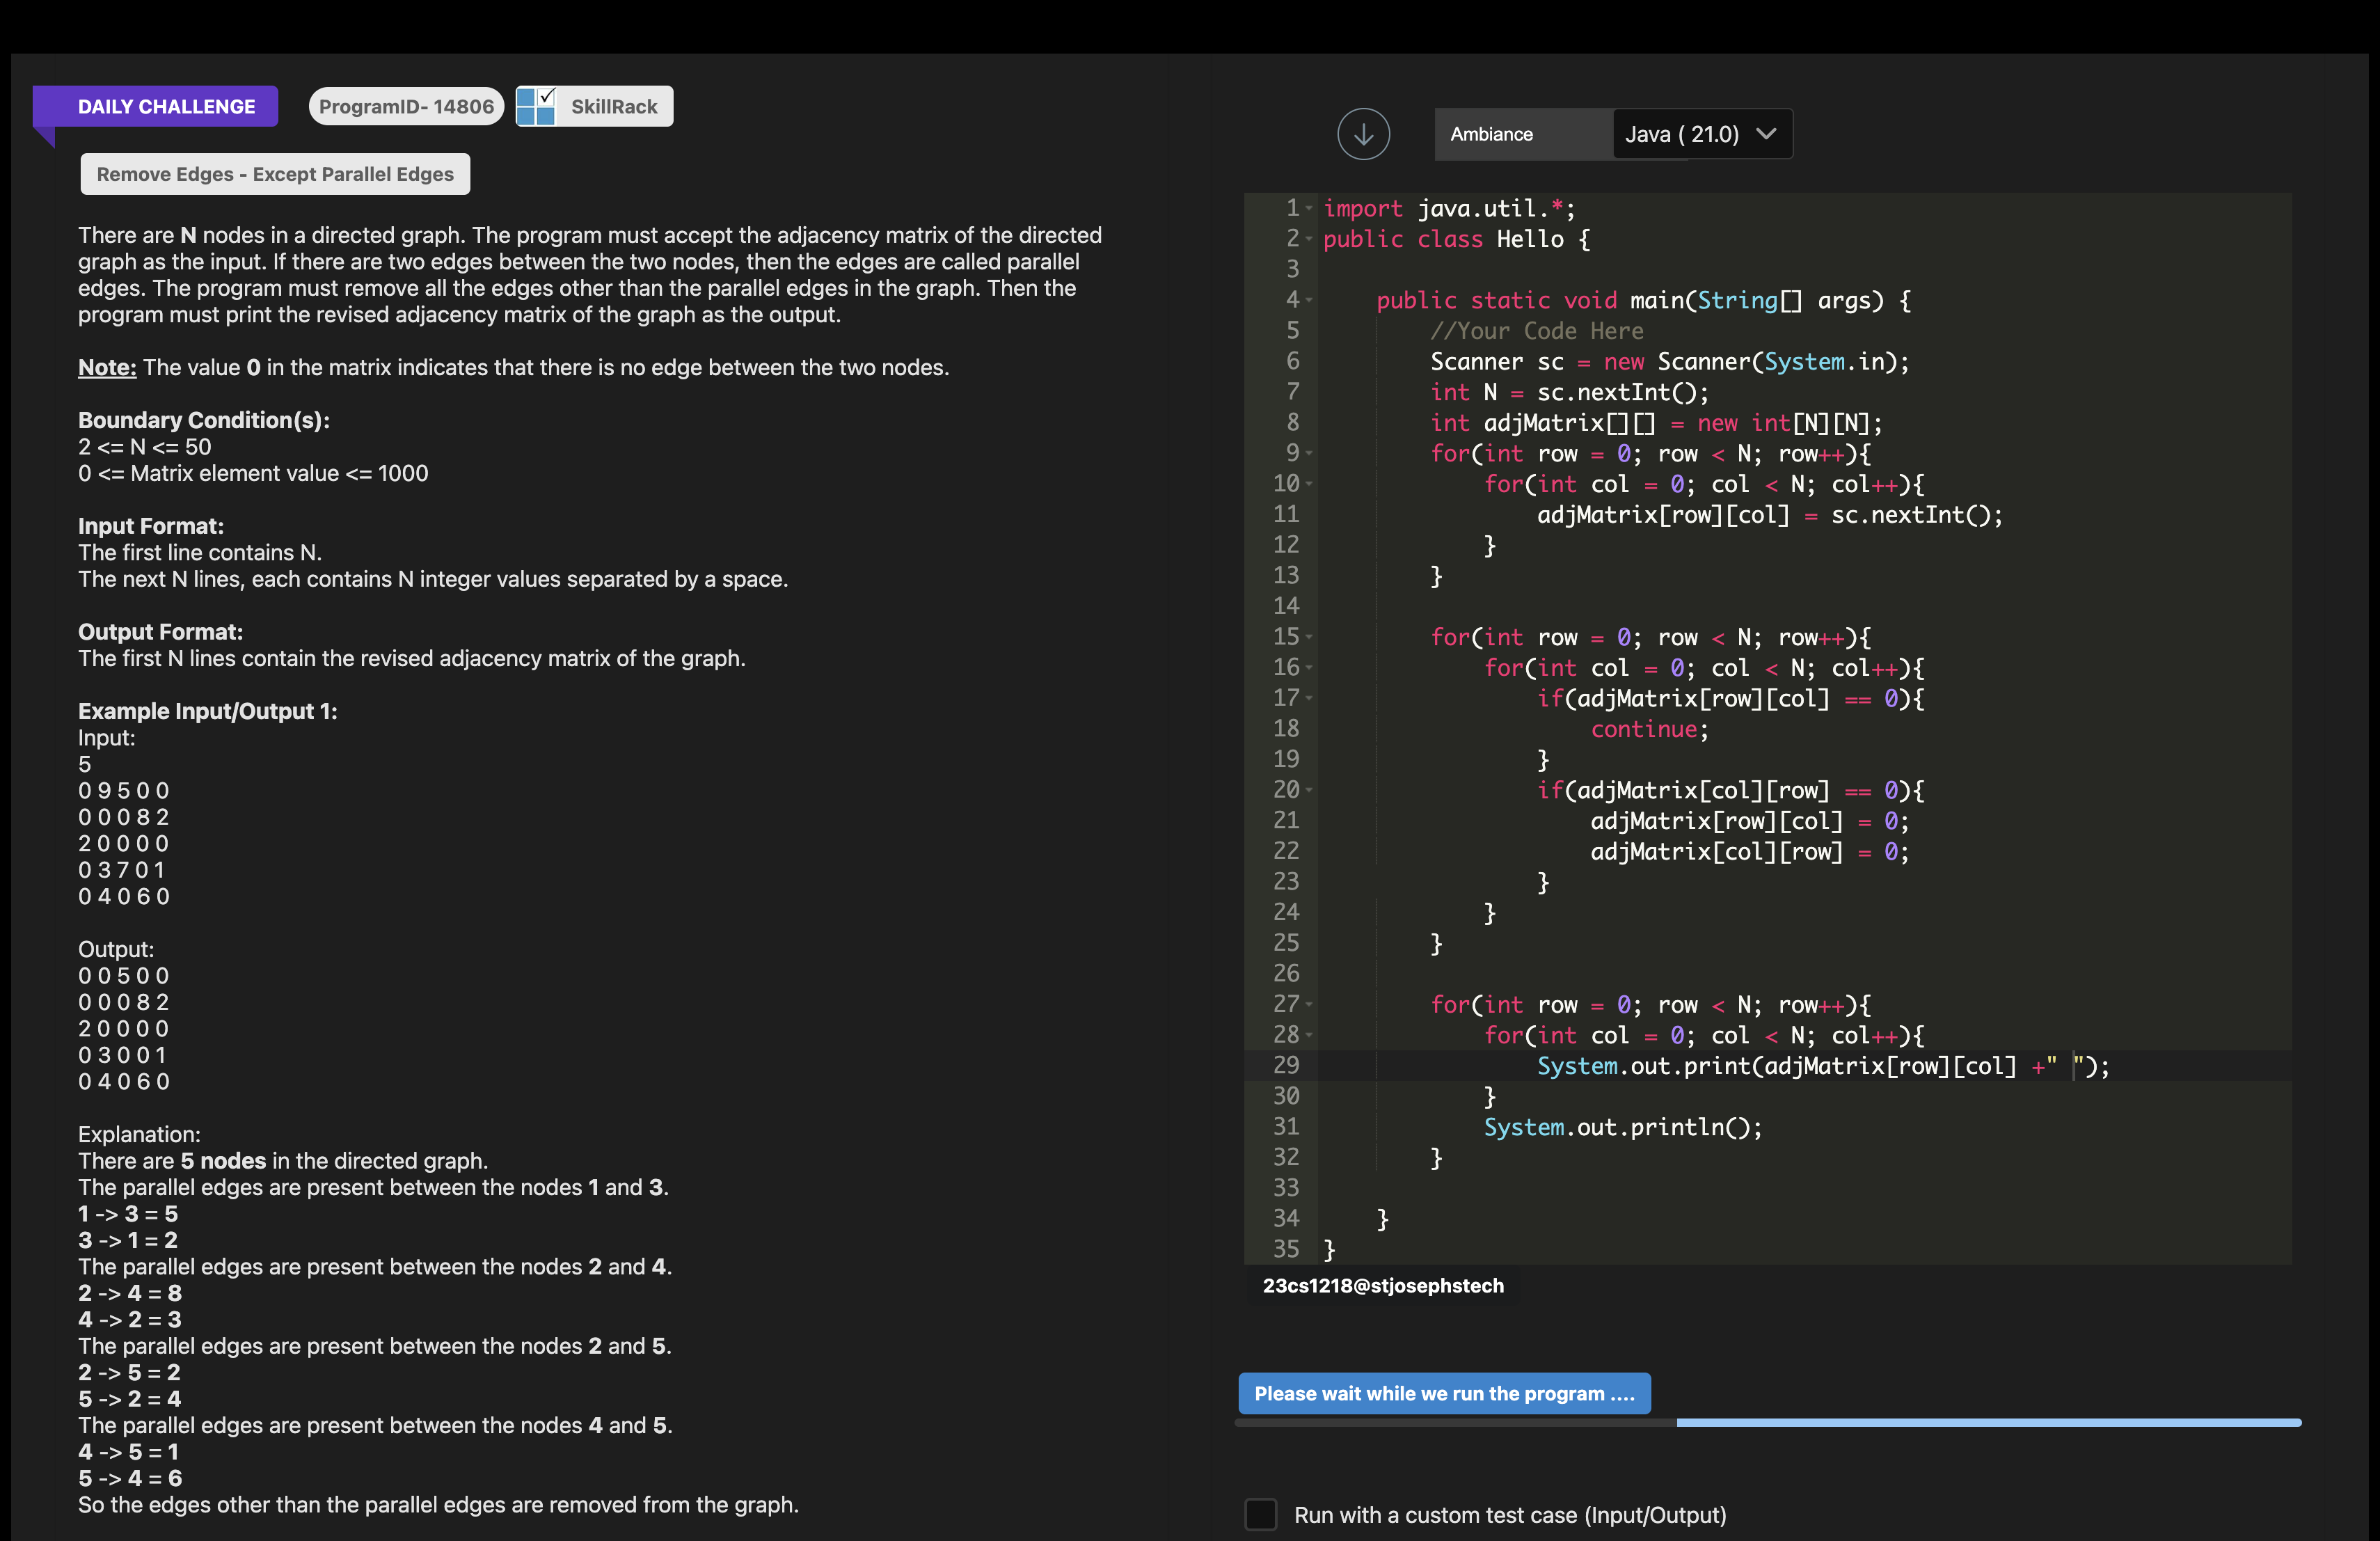 DAILY CHALLENGE
ProgramID- 14806
SkillRack
Remove Edges - Except Parallel Edges
There are N nodes in a directed graph. The program must accept the adjacency matrix of the directed
graph as the input. If there are two edges between the two nodes, then the edges are called parallel
edges. The program must remove all the edges other than the parallel edges in the graph. Then the
program must print the revised adjacency matrix of the graph as the output.
Note: The value 0 in the matrix indicates that there is no edge between the two nodes.
Boundary Condition(s):
2 <= N <= 50
0 <= Matrix element value <= 1000
Input Format:
The first line contains N.
The next N lines, each contains N integer values separated by a space.
Output Format:
The first N lines contain the revised adjacency matrix of the graph.
Example Input/Output 1:
Input:
5
0 9 5 0 0
0 0 0 8 2
2 0 0 0 0
0 3 7 0 1
0 4 0 6 0
Output:
0 0 5 0 0
0 0 0 8 2
2 0 0 0 0
0 3 0 0 1
0 4 0 6 0
Explanation:
There are 5 nodes in the directed graph.
The parallel edges are present between the nodes 1 and 3.
1 -> 3 = 5
3 -> 1 = 2
The parallel edges are present between the nodes 2 and 4.
2 -> 4 = 8
4 -> 2 = 3
The parallel edges are present between the nodes 2 and 5.
2 -> 5 = 2
5 -> 2 = 4
The parallel edges are present between the nodes 4 and 5.
4 -> 5 = 1
5 -> 4 = 6
So the edges other than the parallel edges are removed from the graph.
Ambiance
Java ( 21.0)
1 import java.util.*;
2 public class Hello {
3
4     public static void main(String[] args) {
5         //Your Code Here
6         Scanner sc = new Scanner(System.in);
7         int N = sc.nextInt();
8         int adjMatrix[][] = new int[N][N];
9         for(int row = 0; row < N; row++){
10             for(int col = 0; col < N; col++){
11                 adjMatrix[row][col] = sc.nextInt();
12             }
13         }
14
15         for(int row = 0; row < N; row++){
16             for(int col = 0; col < N; col++){
17                 if(adjMatrix[row][col] == 0){
18                     continue;
19                 }
20                 if(adjMatrix[col][row] == 0){
21                     adjMatrix[row][col] = 0;
22                     adjMatrix[col][row] = 0;
23                 }
24             }
25         }
26
27         for(int row = 0; row < N; row++){
28             for(int col = 0; col < N; col++){
29                 System.out.print(adjMatrix[row][col] +" ");
30             }
31             System.out.println();
32         }
33
34     }
35 }
23cs1218@stjosephstech
Please wait while we run the program ....
Run with a custom test case (Input/Output)